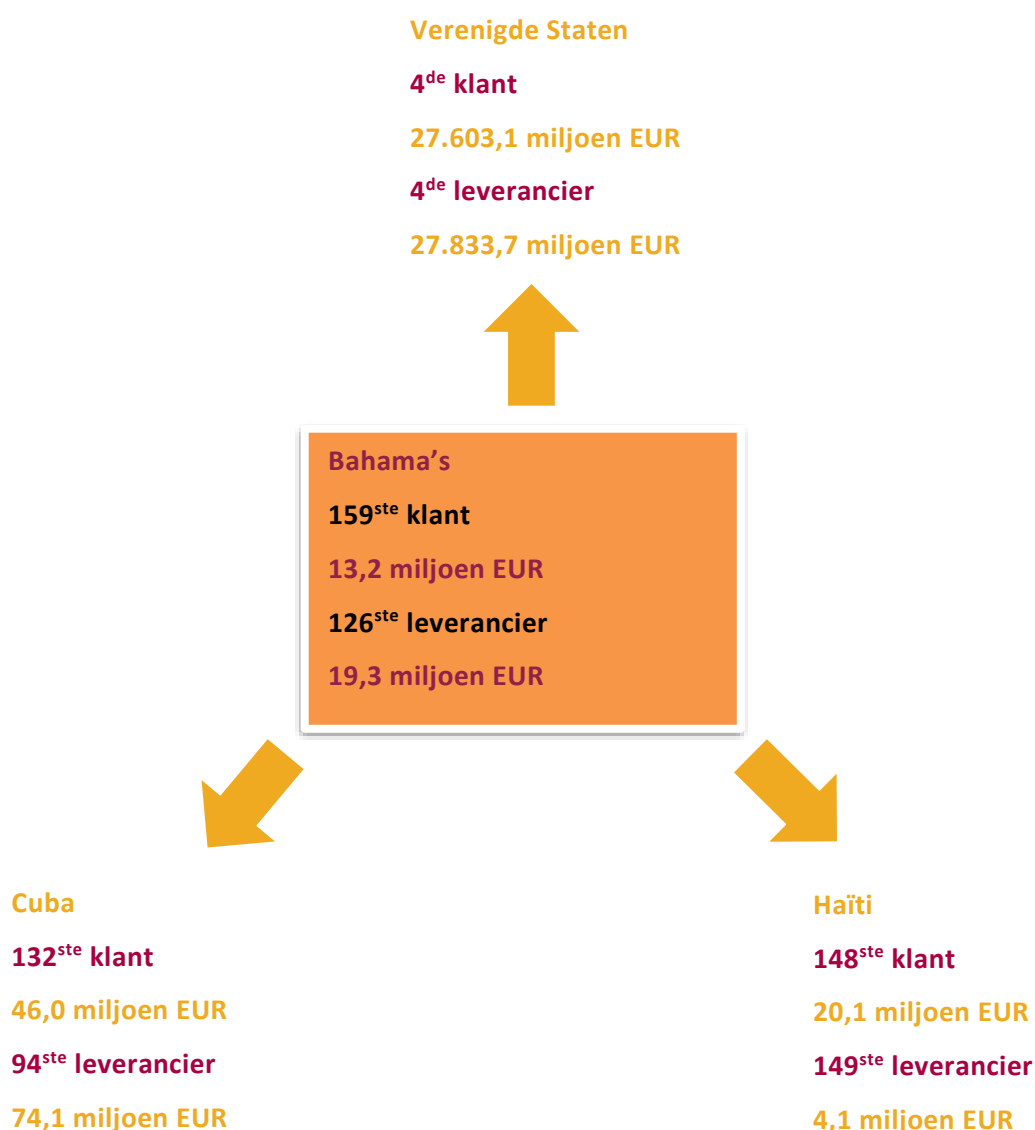 Verenigde Staten
4de klant
27.603,1 miljoen EUR
4de leverancier
27.833,7 miljoen EUR
Bahama’s
159ste klant
13,2 miljoen EUR
126ste leverancier
19,3 miljoen EUR
Cuba
132ste klant
46,0 miljoen EUR
94ste leverancier
74,1 miljoen EUR
Haïti
148ste klant
20,1 miljoen EUR
149ste leverancier
4,1 miljoen EUR